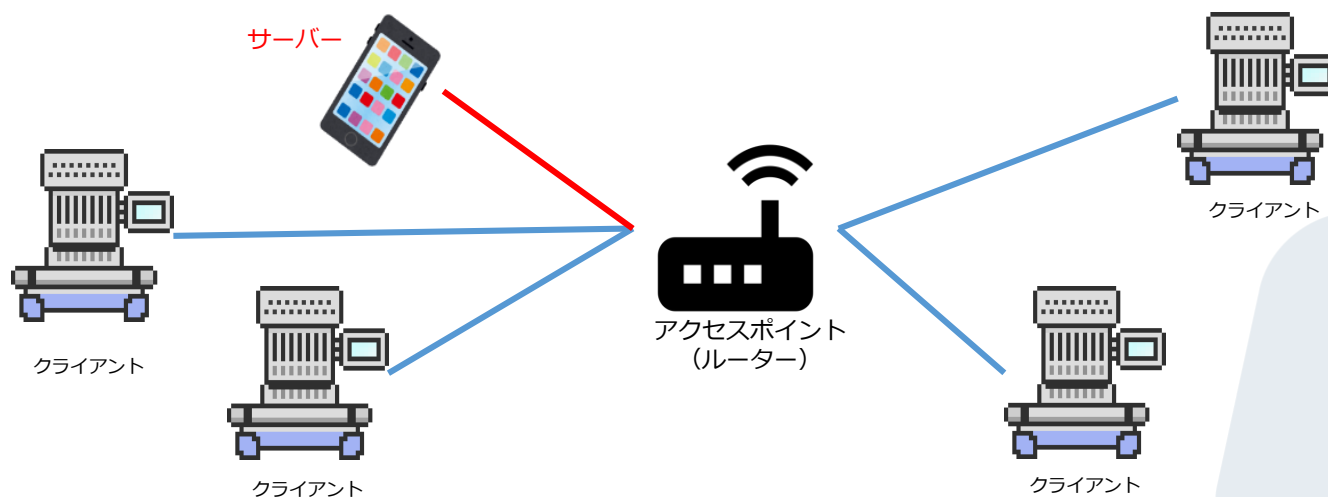 サーバー
クライアント
クライアント
アクセスポイント
（ルーター）
クライアント
クライアント